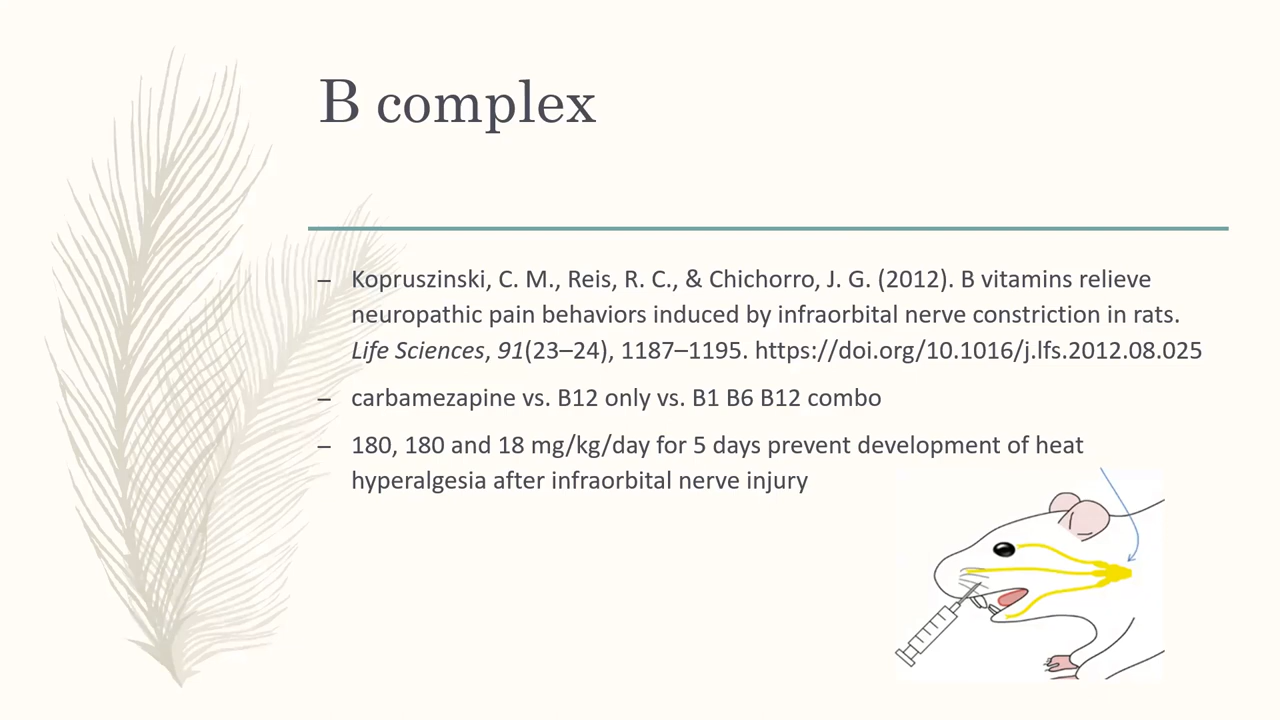 B complex
– Kopruszinski, C. M., Reis, R. C., & Chichorro, J. G. (2012). B vitamins relieve
neuropathic pain behaviors induced by infraorbital nerve constriction in rats.
Life Sciences, 91(23–24), 1187–1195. https://doi.org/10.1016/j.lfs.2012.08.025
– carbamezapine vs. B12 only vs. B1 B6 B12 combo
– 180, 180 and 18 mg/kg/day for 5 days prevent development of heat
hyperalgesia after infraorbital nerve injury